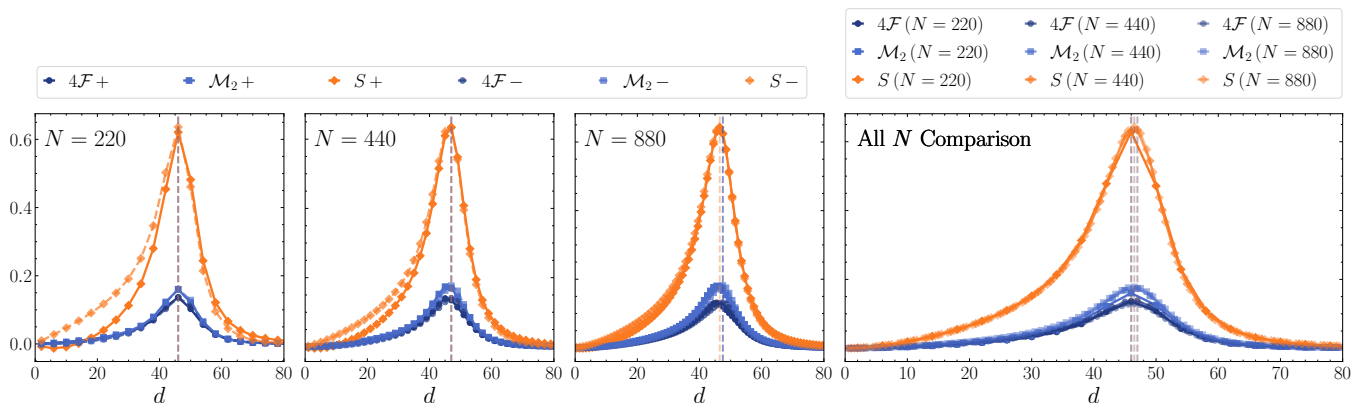 4𝓕 (N = 220) 4𝓕 (N = 440) 4𝓕 (N = 880)
𝓜₂ (N = 220) 𝓜₂ (N = 440) 𝓜₂ (N = 880)
S (N = 220) S (N = 440) S (N = 880)
4𝓕 + 𝓜₂ + S + 4𝓕 − 𝓜₂ − S −
N = 220 N = 440 N = 880 All N Comparison
0.6
0.4
0.2
0.0
0 20 40 60 80 0 20 40 60 80 0 20 40 60 80 0 10 20 30 40 50 60 70 80
d d d d